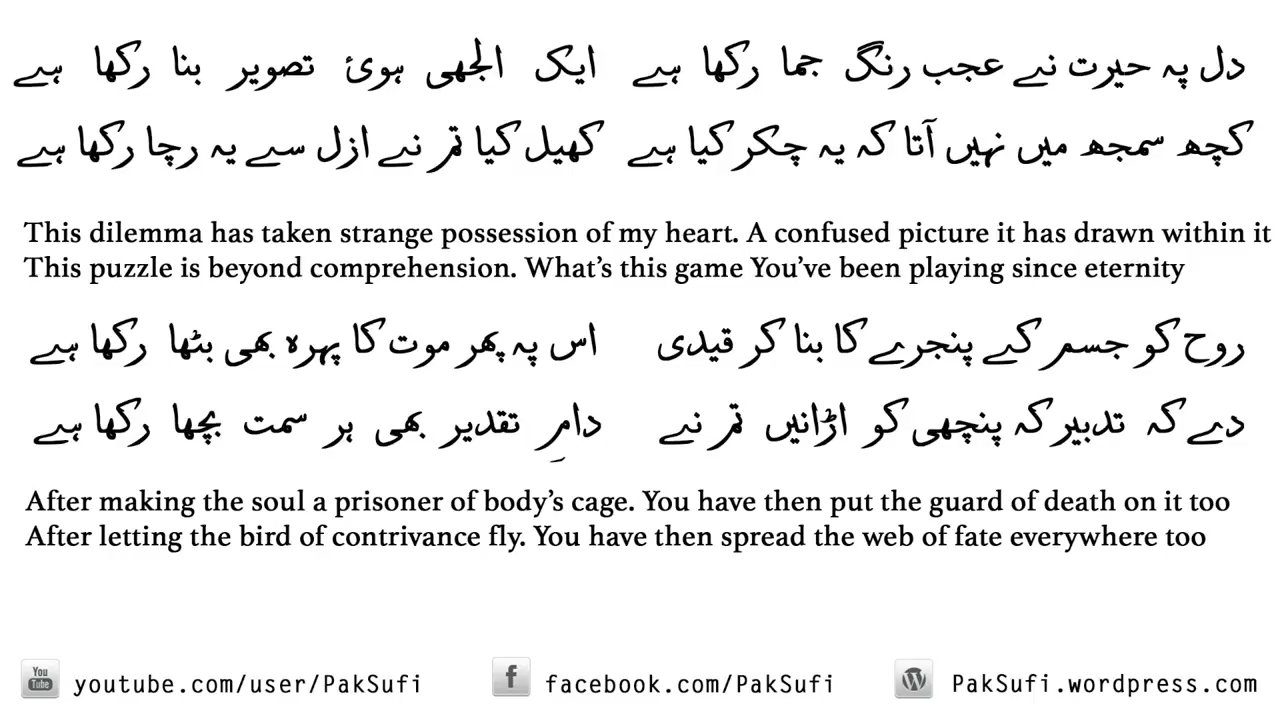 دل پہ حیرت نے عجب رنگ جما رکھا ہے ایک الجھی ہوئ تصویر بنا رکھا ہے
کچھ سمجھ میں نہیں آتا کہ یہ چکر کیا ہے کھیل کیا تم نے ازل سے یہ رچا رکھا ہے
This dilemma has taken strange possession of my heart. A confused picture it has drawn within it
This puzzle is beyond comprehension. What's this game You've been playing since eternity
روح کو جسم کے پنجرے کا بنا کر قیدی اس پہ پھر موت کا پہرہ بھی بٹھا رکھا ہے
دے کہ تدبیر کہ پنچھی کو اڑانیں تم نے دامِ تقدیر بھی ہر سمت بچھا رکھا ہے
After making the soul a prisoner of body's cage. You have then put the guard of death on it too
After letting the bird of contrivance fly. You have then spread the web of fate everywhere too
You Tube youtube.com/user/PakSufi f facebook.com/PakSufi W PakSufi.wordpress.com